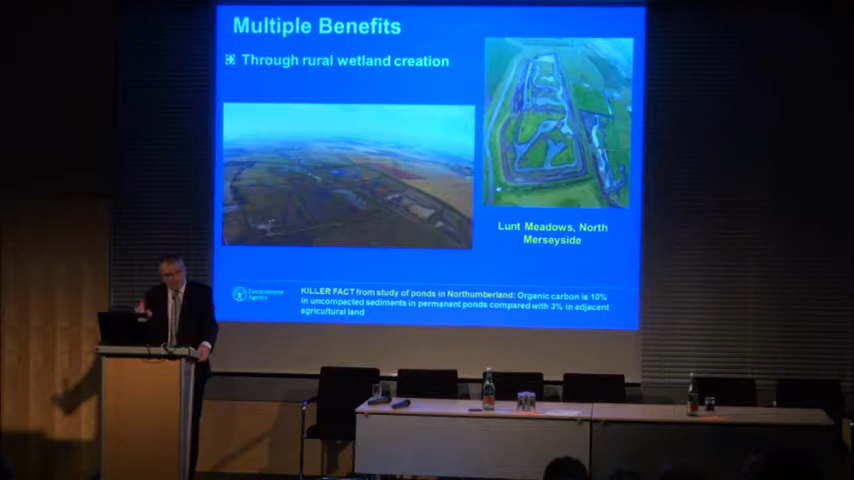 Multiple Benefits
Through rural wetland creation
Lunt Meadows, North
Merseyside
Environment
Agency
KILLER FACT from study of ponds in Northumberland: Organic carbon is 10%
in uncompacted sediments in permanent ponds compared with 3% in adjacent
agricultural land